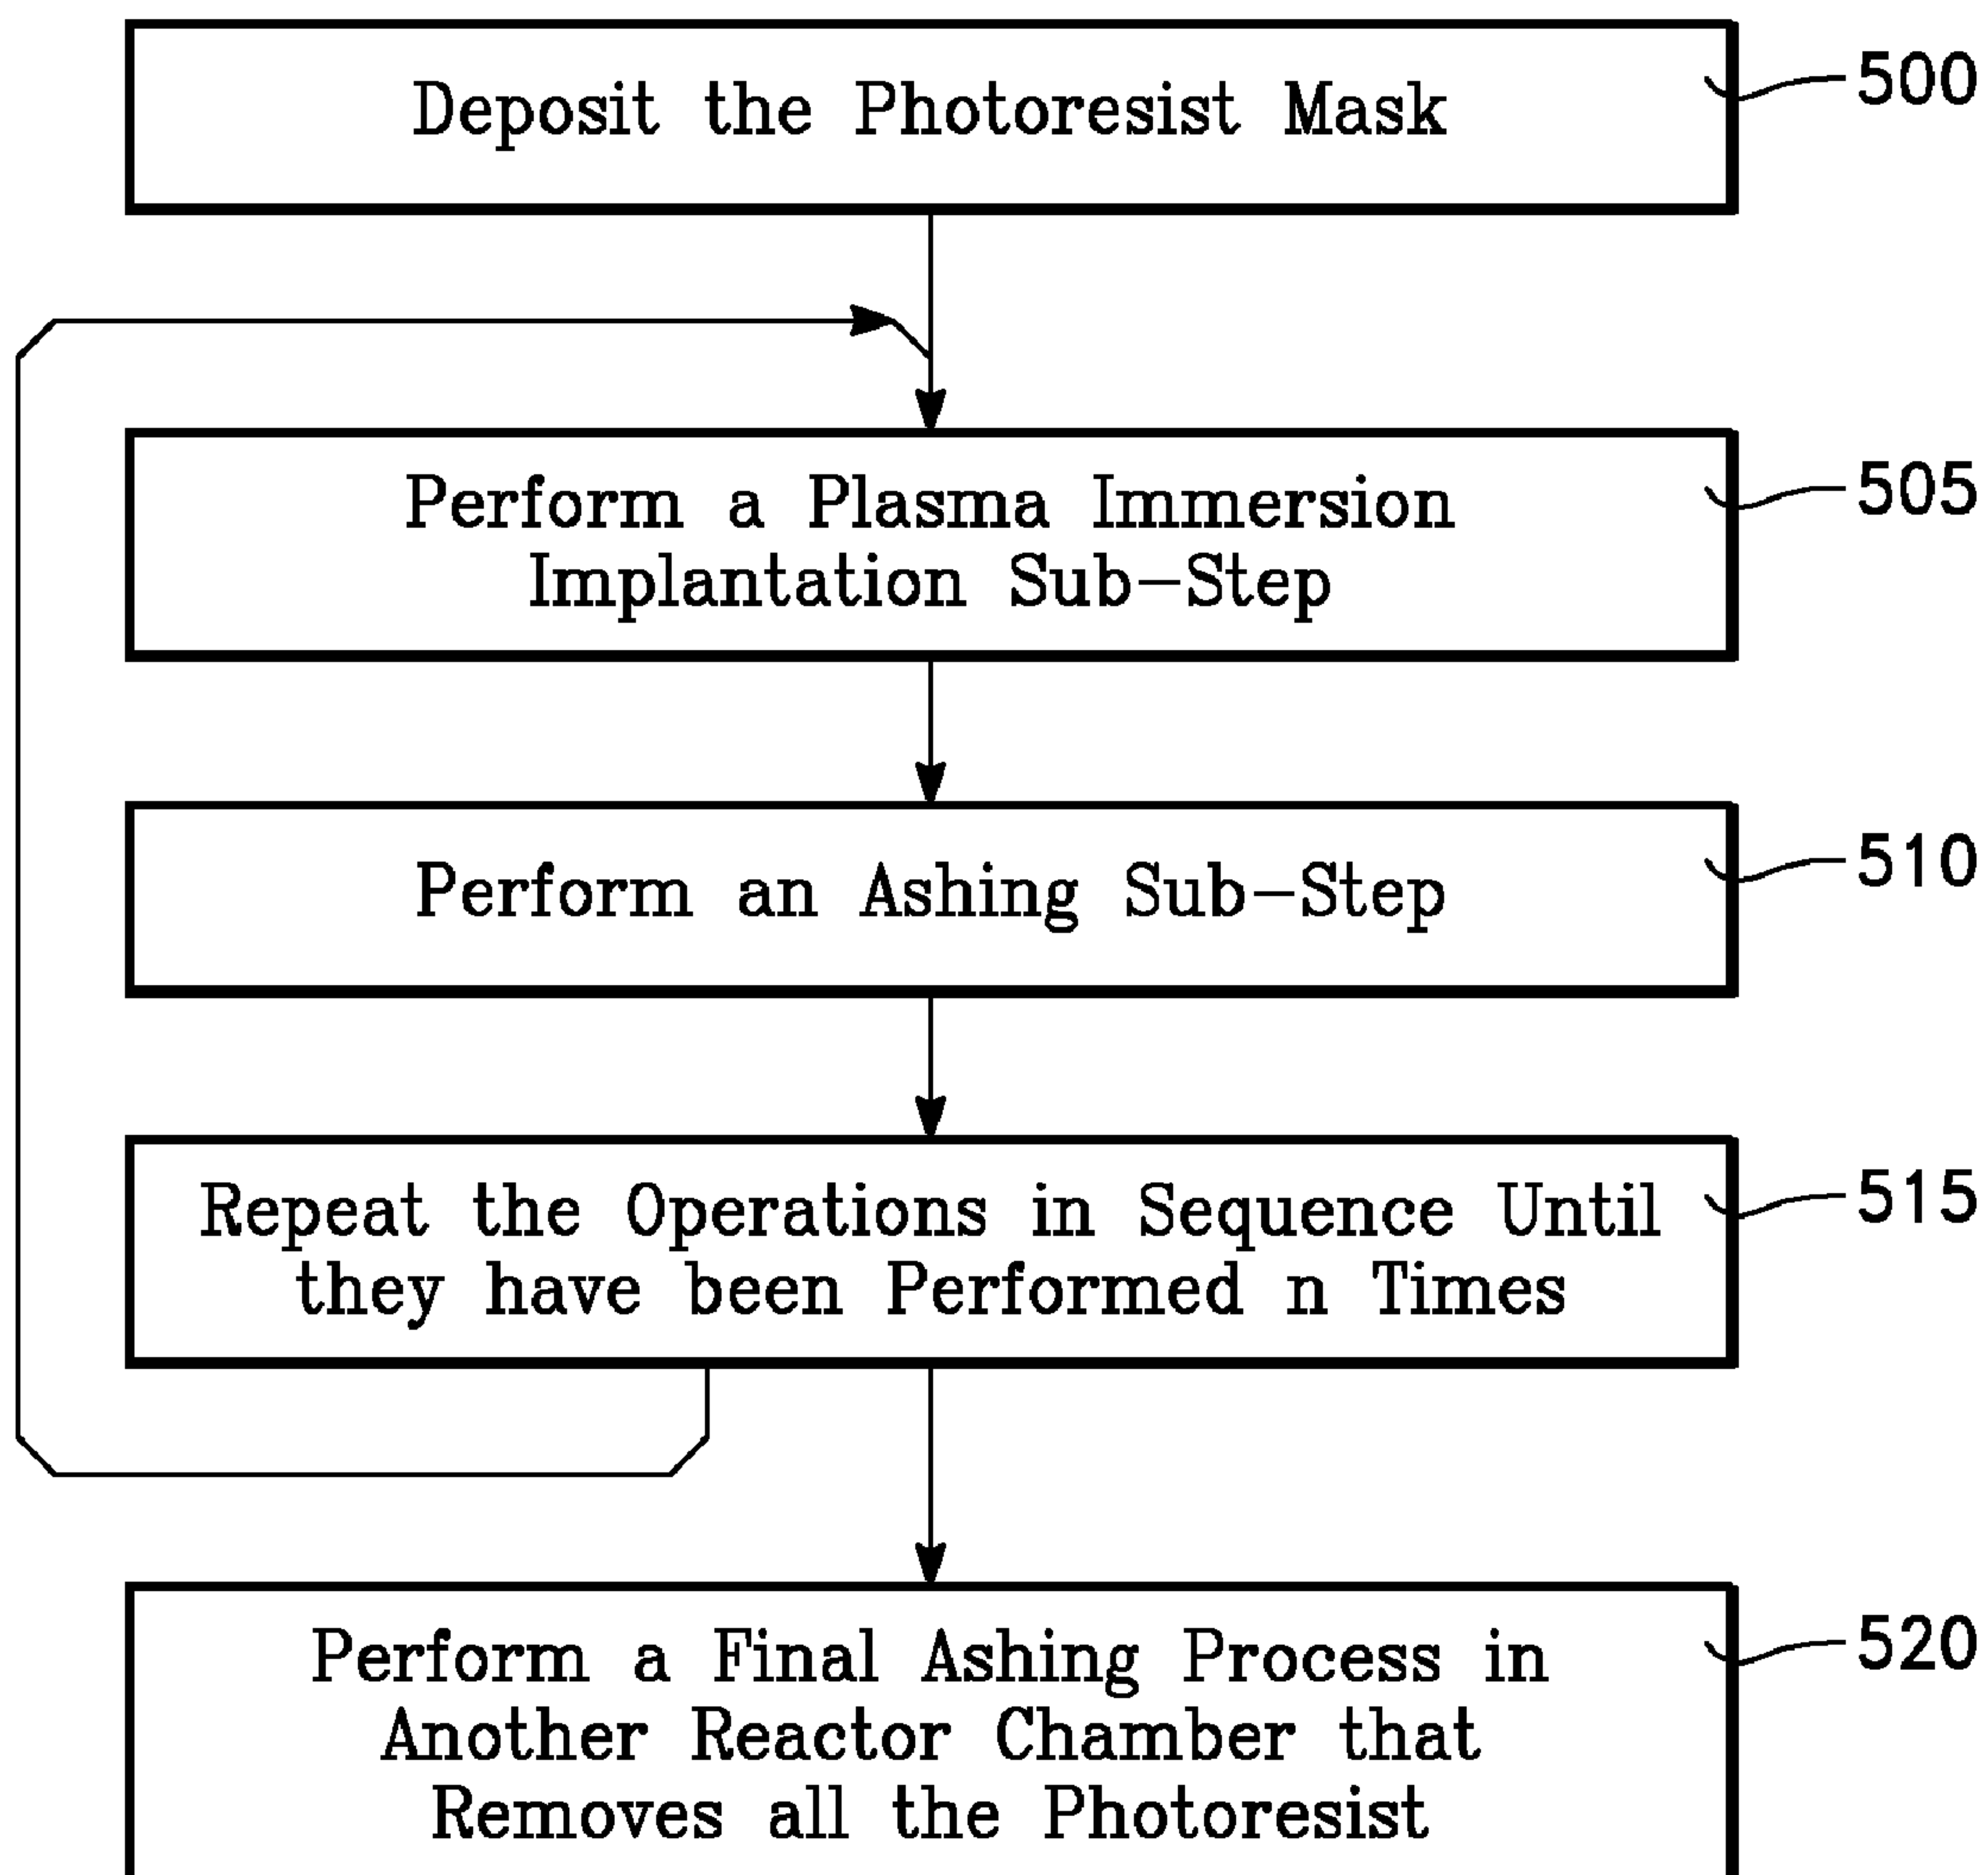 Deposit the Photoresist Mask
500
Perform a Plasma Immersion
Implantation Sub-Step
505
Perform an Ashing Sub-Step
510
Repeat the Operations in Sequence Until
they have been Performed n Times
515
Perform a Final Ashing Process in
Another Reactor Chamber that
Removes all the Photoresist
520